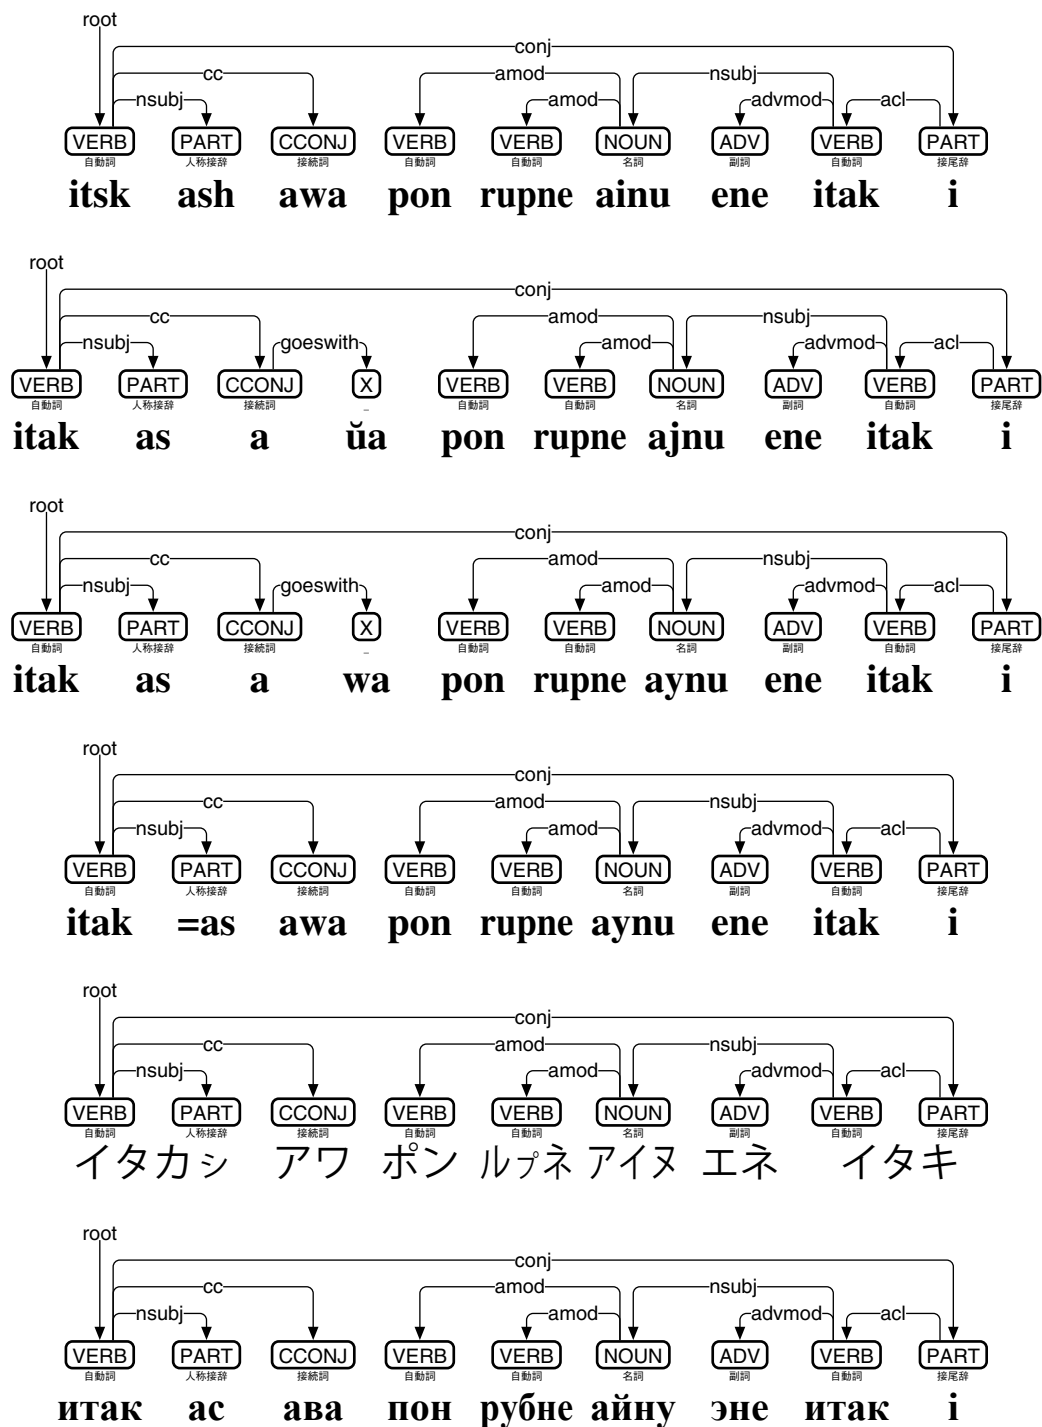 root
conj
cc amod nsubj
nsubj amod advmod acl
VERB PART CCONJ VERB VERB NOUN ADV VERB PART
自動詞 人称接辞 接続詞 自動詞 自動詞 名詞 副詞 自動詞 接尾辞
itsk ash awa pon rupne ainu ene itak i
root
conj
cc amod nsubj
nsubj goeswith amod advmod acl
VERB PART CCONJ X VERB VERB NOUN ADV VERB PART
自動詞 人称接辞 接続詞 _ 自動詞 自動詞 名詞 副詞 自動詞 接尾辞
itak as a ŭa pon rupne ajnu ene itak i
root
conj
cc amod nsubj
nsubj goeswith amod advmod acl
VERB PART CCONJ X VERB VERB NOUN ADV VERB PART
自動詞 人称接辞 接続詞 _ 自動詞 自動詞 名詞 副詞 自動詞 接尾辞
itak as a wa pon rupne aynu ene itak i
root
conj
cc amod nsubj
nsubj amod advmod acl
VERB PART CCONJ VERB VERB NOUN ADV VERB PART
自動詞 人称接辞 接続詞 自動詞 自動詞 名詞 副詞 自動詞 接尾辞
itak =as awa pon rupne aynu ene itak i
root
conj
cc amod nsubj
nsubj amod advmod acl
VERB PART CCONJ VERB VERB NOUN ADV VERB PART
自動詞 人称接辞 接続詞 自動詞 自動詞 名詞 副詞 自動詞 接尾辞
イタカㇱ アワ ポン ルㇷ゚ネ アイヌ エネ イタキ
root
conj
cc amod nsubj
nsubj amod advmod acl
VERB PART CCONJ VERB VERB NOUN ADV VERB PART
自動詞 人称接辞 接続詞 自動詞 自動詞 名詞 副詞 自動詞 接尾辞
итак ас ава пон рубне айну эне итак і